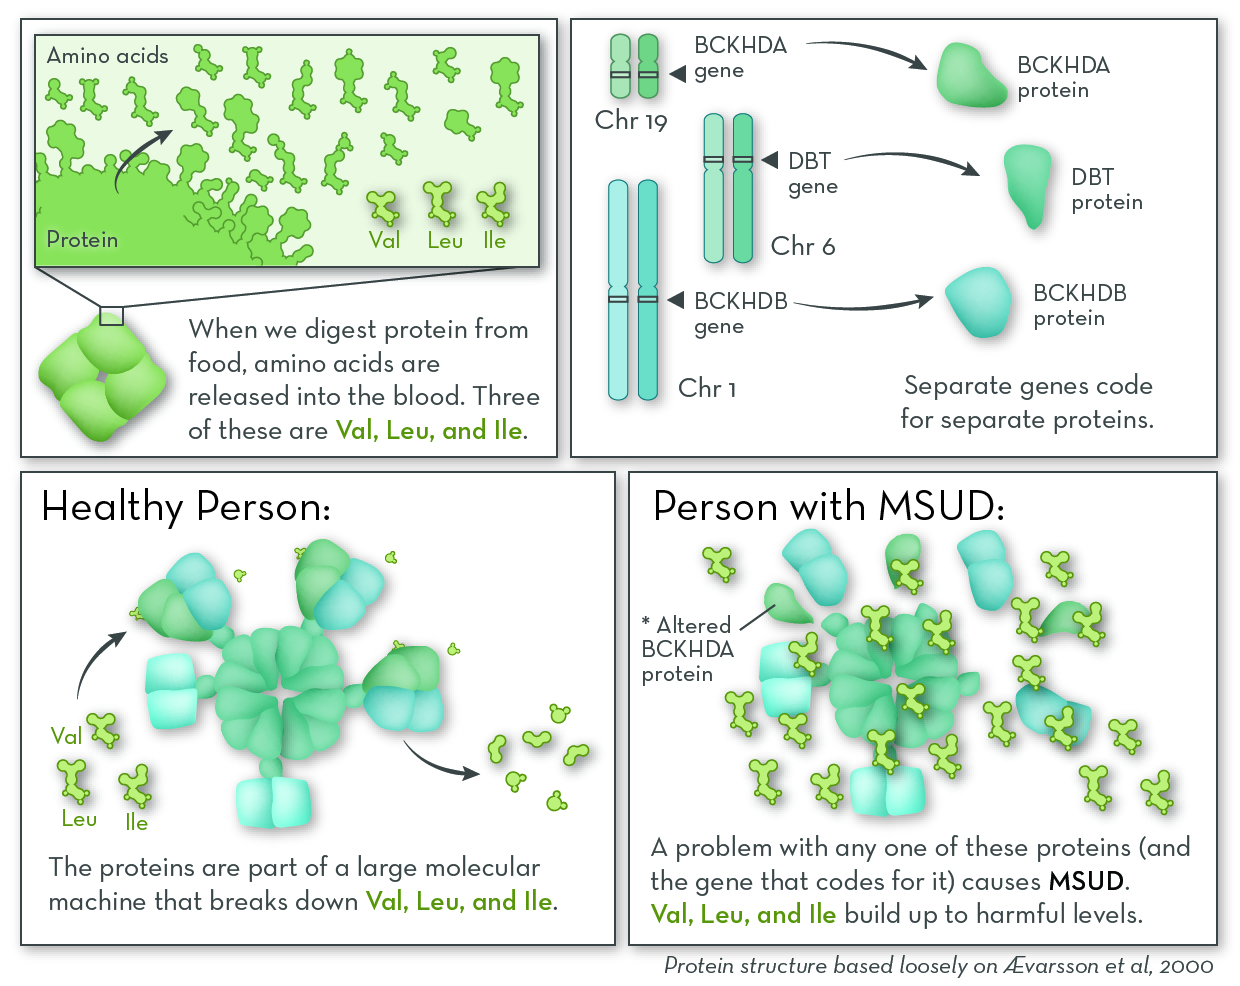 Amino acids
Protein
Val
Leu
Ile
When we digest protein from
food, amino acids are
released into the blood. Three
of these are Val, Leu, and Ile.
BCKHDA
gene
BCKHDA
protein
Chr 19
DBT
gene
DBT
protein
Chr 6
BCKHDB
gene
BCKHDB
protein
Chr 1
Separate genes code
for separate proteins.
Healthy Person:
Val
Leu
Ile
The proteins are part of a large molecular
machine that breaks down Val, Leu, and Ile.
Person with MSUD:
* Altered
BCKHDA
protein
A problem with any one of these proteins (and
the gene that codes for it) causes MSUD.
Val, Leu, and Ile build up to harmful levels.
Protein structure based loosely on Ævarsson et al, 2000